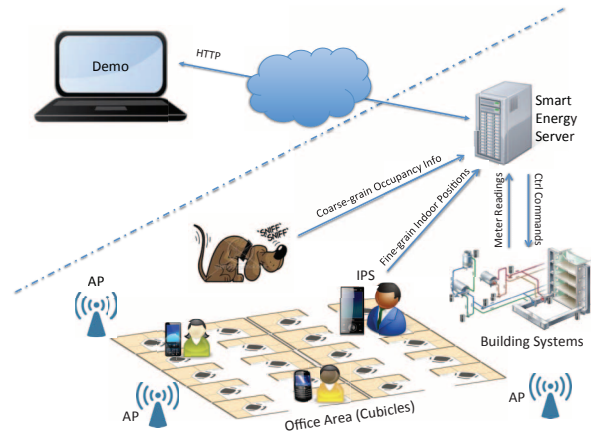 Demo
HTTP
Smart
Energy
Server
Coarse-grain Occupancy Info
Fine-grain Indoor Positions
Meter Readings
Ctrl Commands
"SNIFF
SNIFF"
AP
IPS
Building Systems
AP
AP
Office Area (Cubicles)